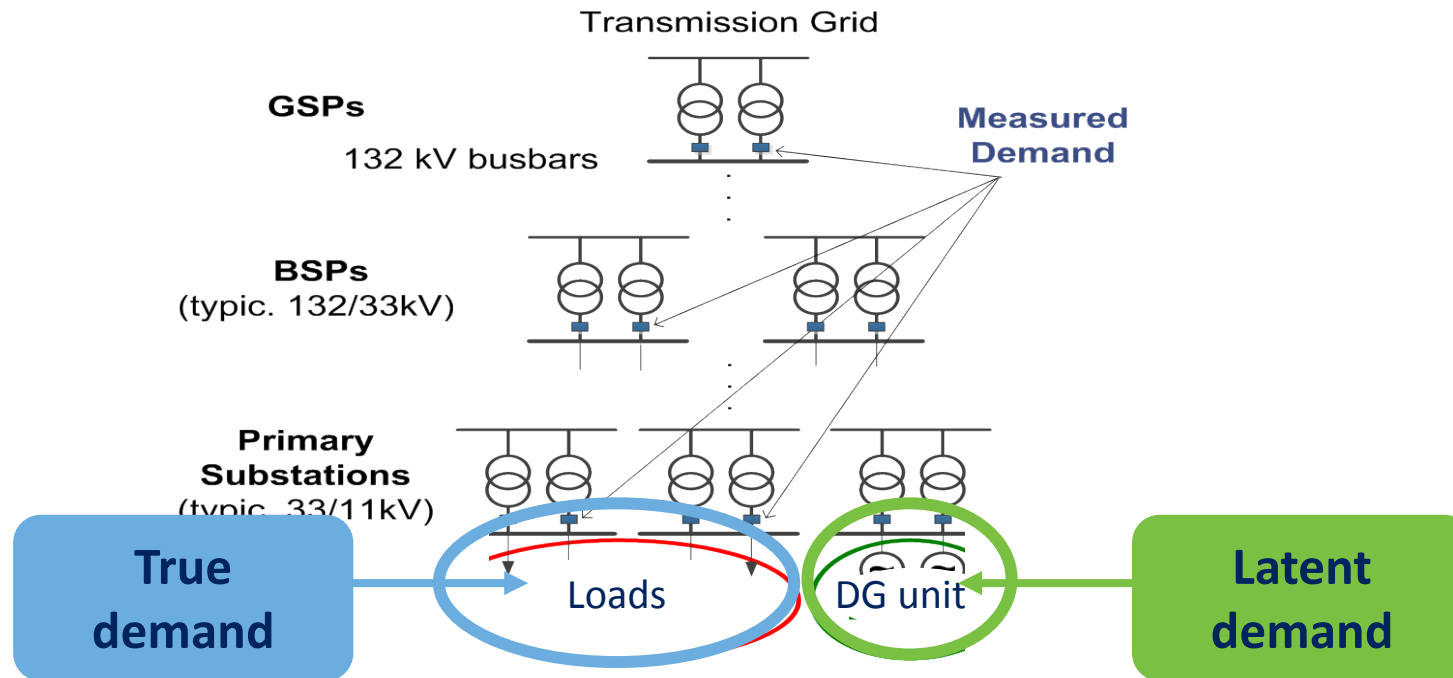 Transmission Grid
GSPs
132 kV busbars
Measured
Demand
BSPs
(typic. 132/33kV)
Primary
Substations
(typic. 33/11kV)
True
demand
Loads
DG unit
Latent
demand